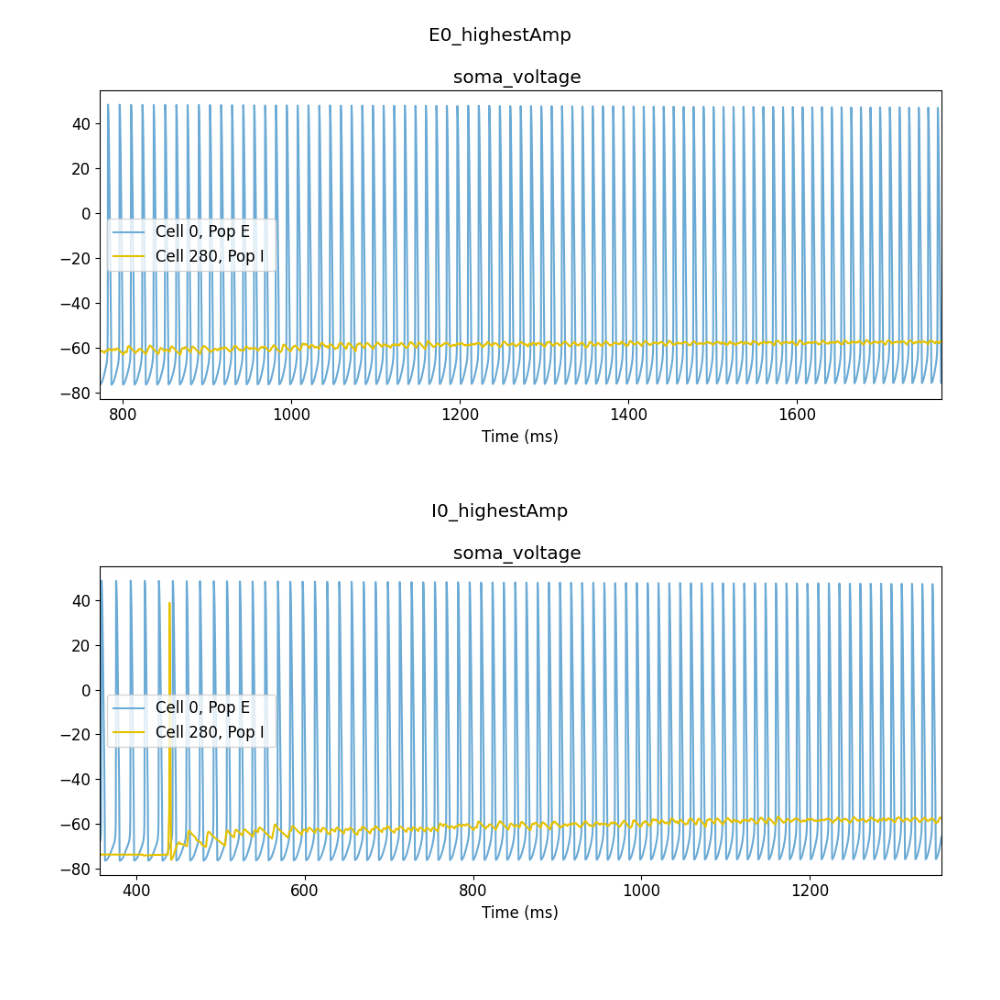 E0_highestAmp
soma_voltage
40
20
0
−20
−40
−60
−80
Cell 0, Pop E
Cell 280, Pop I
800 1000 1200 1400 1600
Time (ms)
I0_highestAmp
soma_voltage
40
20
0
−20
−40
−60
−80
Cell 0, Pop E
Cell 280, Pop I
400 600 800 1000 1200
Time (ms)